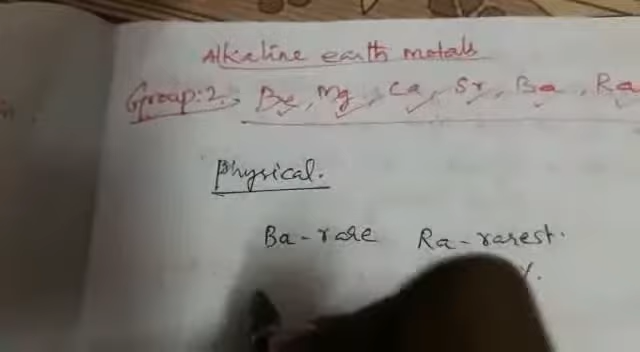 Alkaline earth metals
Group:2. Be, Mg, Ca, Sr, Ba, Ra
Physical.
Ba-rare Ra-rarest.
%.